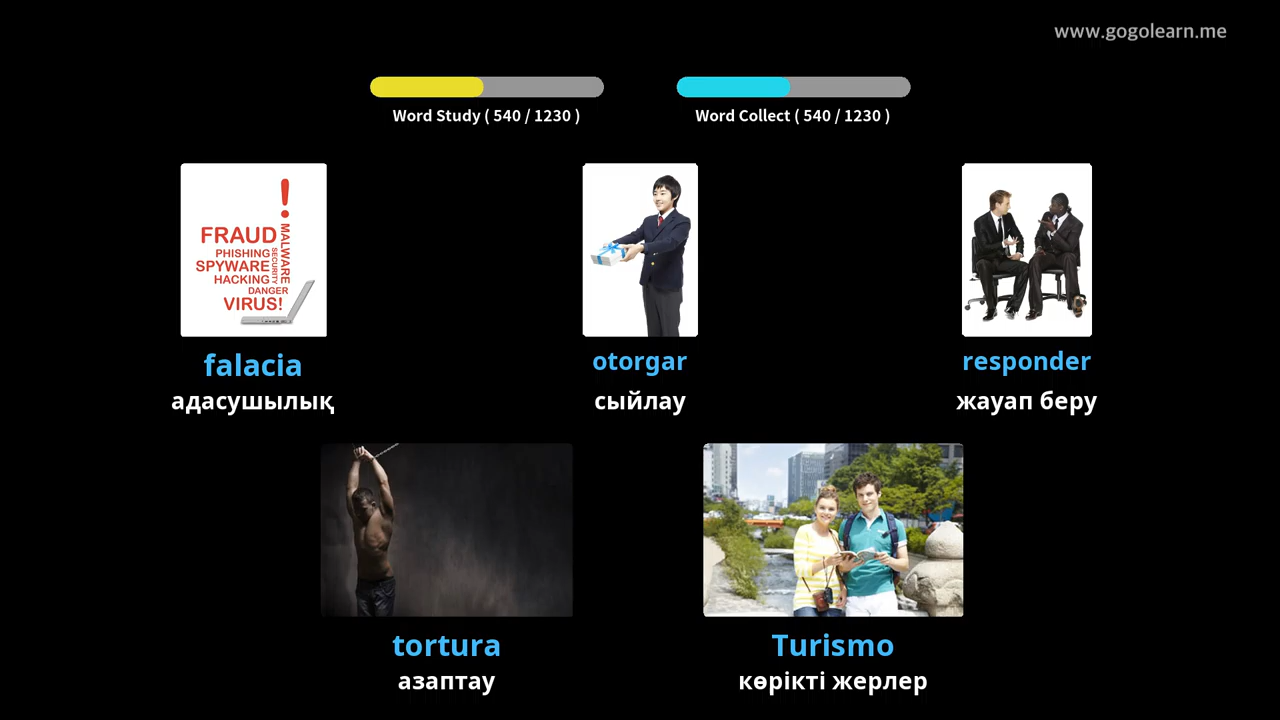 www.gogolearn.me
Word Study ( 540 / 1230 )
Word Collect ( 540 / 1230 )
!
FRAUD
PHISHING
SPYWARE
HACKING
DANGER
VIRUS!
MALWARE
SECURITY
falacia
otorgar
responder
адасушылық
сыйлау
жауап беру
tortura
Turismo
азаптау
көрікті жерлер